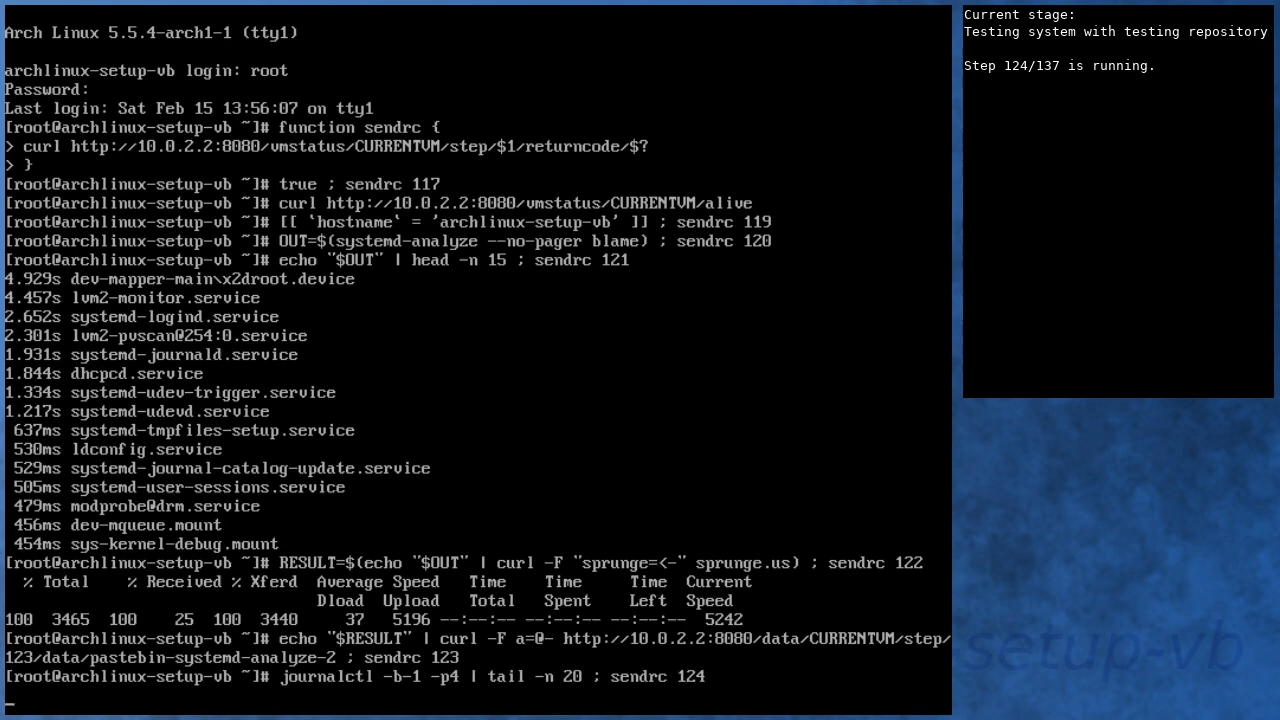 Arch Linux 5.5.4-arch1-1 (tty1)
archlinux-setup-vb login: root
Password:
Last login: Sat Feb 15 13:56:07 on tty1
[root@archlinux-setup-vb ~]# function sendrc {
> curl http://10.0.2.2:8080/vmstatus/CURRENTVM/step/$1/returncode/$?
> }
[root@archlinux-setup-vb ~]# true ; sendrc 117
[root@archlinux-setup-vb ~]# curl http://10.0.2.2:8080/vmstatus/CURRENTVM/alive
[root@archlinux-setup-vb ~]# [[ `hostname` = 'archlinux-setup-vb' ]] ; sendrc 119
[root@archlinux-setup-vb ~]# OUT=$(systemd-analyze --no-pager blame) ; sendrc 120
[root@archlinux-setup-vb ~]# echo "$OUT" | head -n 15 ; sendrc 121
4.929s dev-mapper-main\x2droot.device
4.457s lvm2-monitor.service
2.652s systemd-logind.service
2.301s lvm2-pvscan@254:0.service
1.931s systemd-journald.service
1.844s dhcpcd.service
1.334s systemd-udev-trigger.service
1.217s systemd-udevd.service
637ms systemd-tmpfiles-setup.service
530ms ldconfig.service
529ms systemd-journal-catalog-update.service
505ms systemd-user-sessions.service
479ms modprobe@drm.service
456ms dev-mqueue.mount
454ms sys-kernel-debug.mount
[root@archlinux-setup-vb ~]# RESULT=$(echo "$OUT" | curl -F "sprunge=<-" sprunge.us) ; sendrc 122
% Total    % Received % Xferd  Average Speed   Time    Time     Time  Current
Dload  Upload   Total   Spent    Left  Speed
100  3465  100    25  100  3440     37   5196 --:--:-- --:--:-- --:--:--  5242
[root@archlinux-setup-vb ~]# echo "$RESULT" | curl -F a=@- http://10.0.2.2:8080/data/CURRENTVM/step/
123/data/pastebin-systemd-analyze-2 ; sendrc 123
[root@archlinux-setup-vb ~]# journalctl -b-1 -p4 | tail -n 20 ; sendrc 124
_
Current stage:
Testing system with testing repository
Step 124/137 is running.
setup-vb